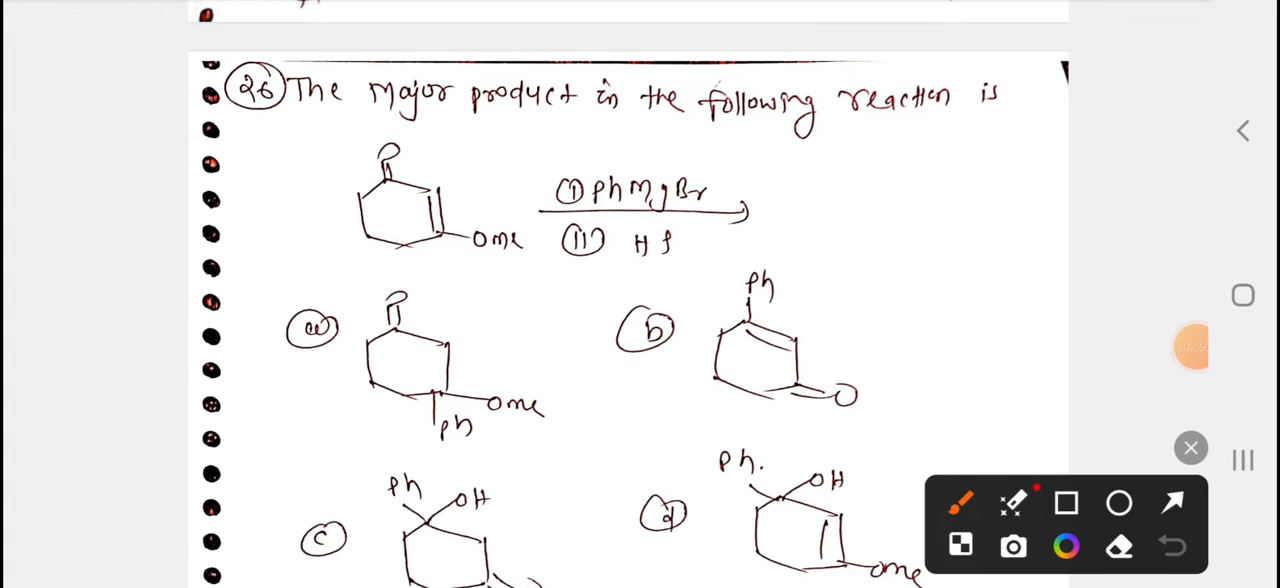 26 The Major product in the following reaction is
O
I PhMgBr
OMe
II H⊕
Ph
a O
b
O
OMe
Ph
Ph OH
Ph. OH
c
d
OMe